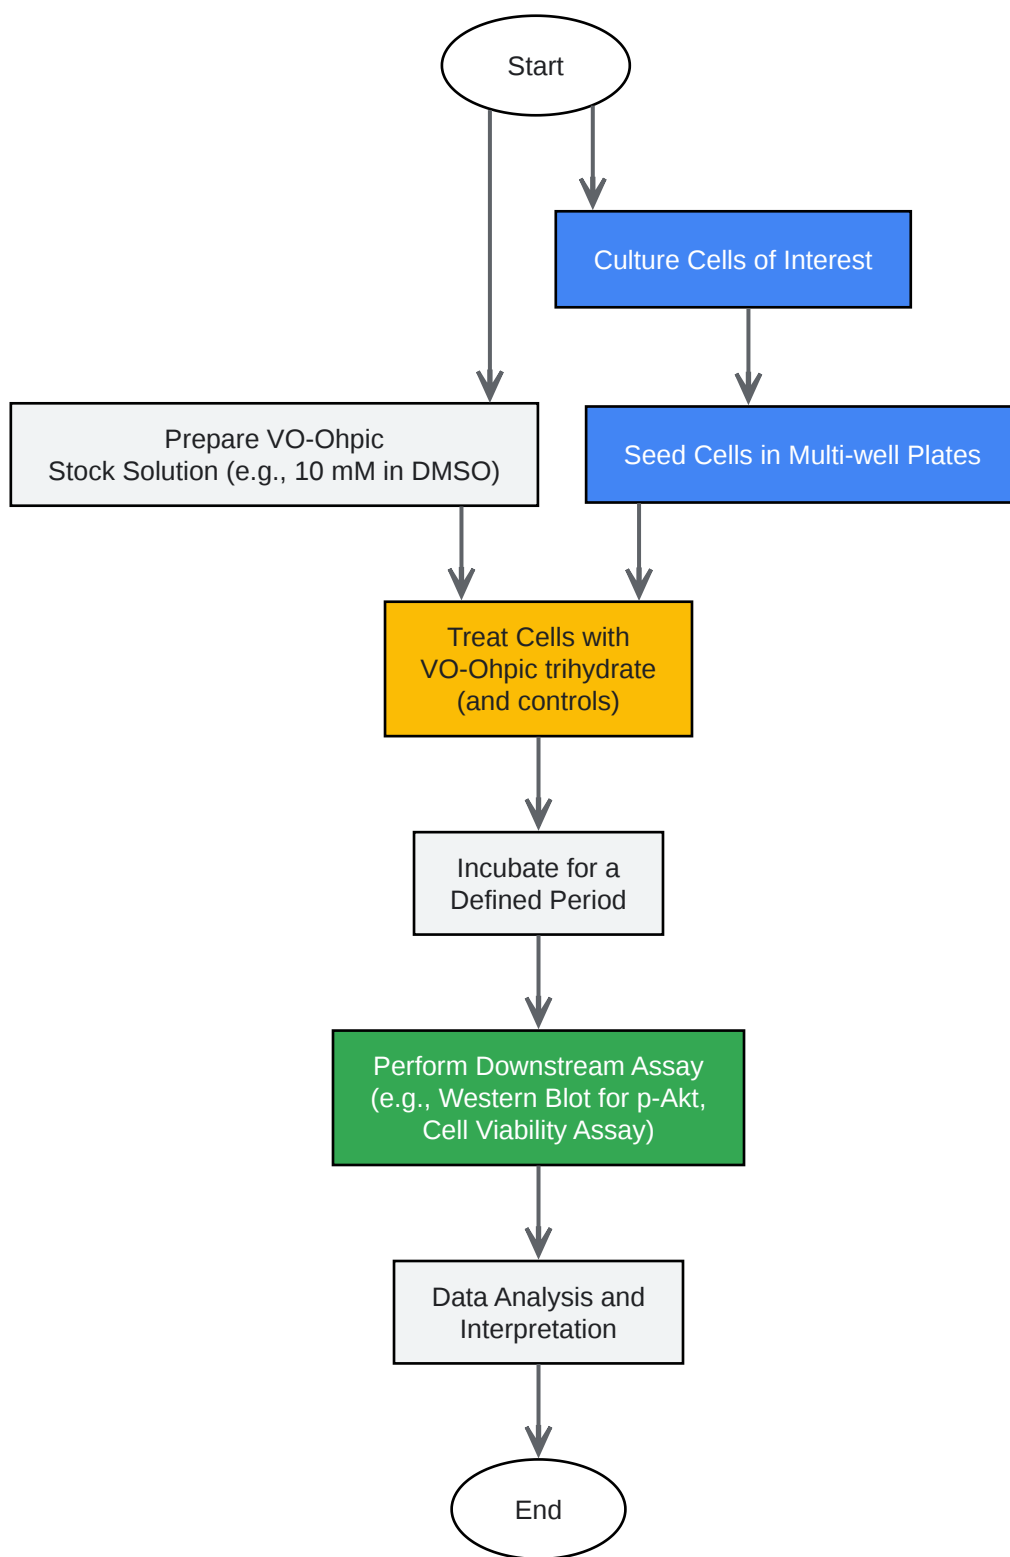 Start
Culture Cells of Interest
Prepare VO-Ohpic
Stock Solution (e.g., 10 mM in DMSO)
Seed Cells in Multi-well Plates
Treat Cells with
VO-Ohpic trihydrate
(and controls)
Incubate for a
Defined Period
Perform Downstream Assay
(e.g., Western Blot for p-Akt,
Cell Viability Assay)
Data Analysis and
Interpretation
End